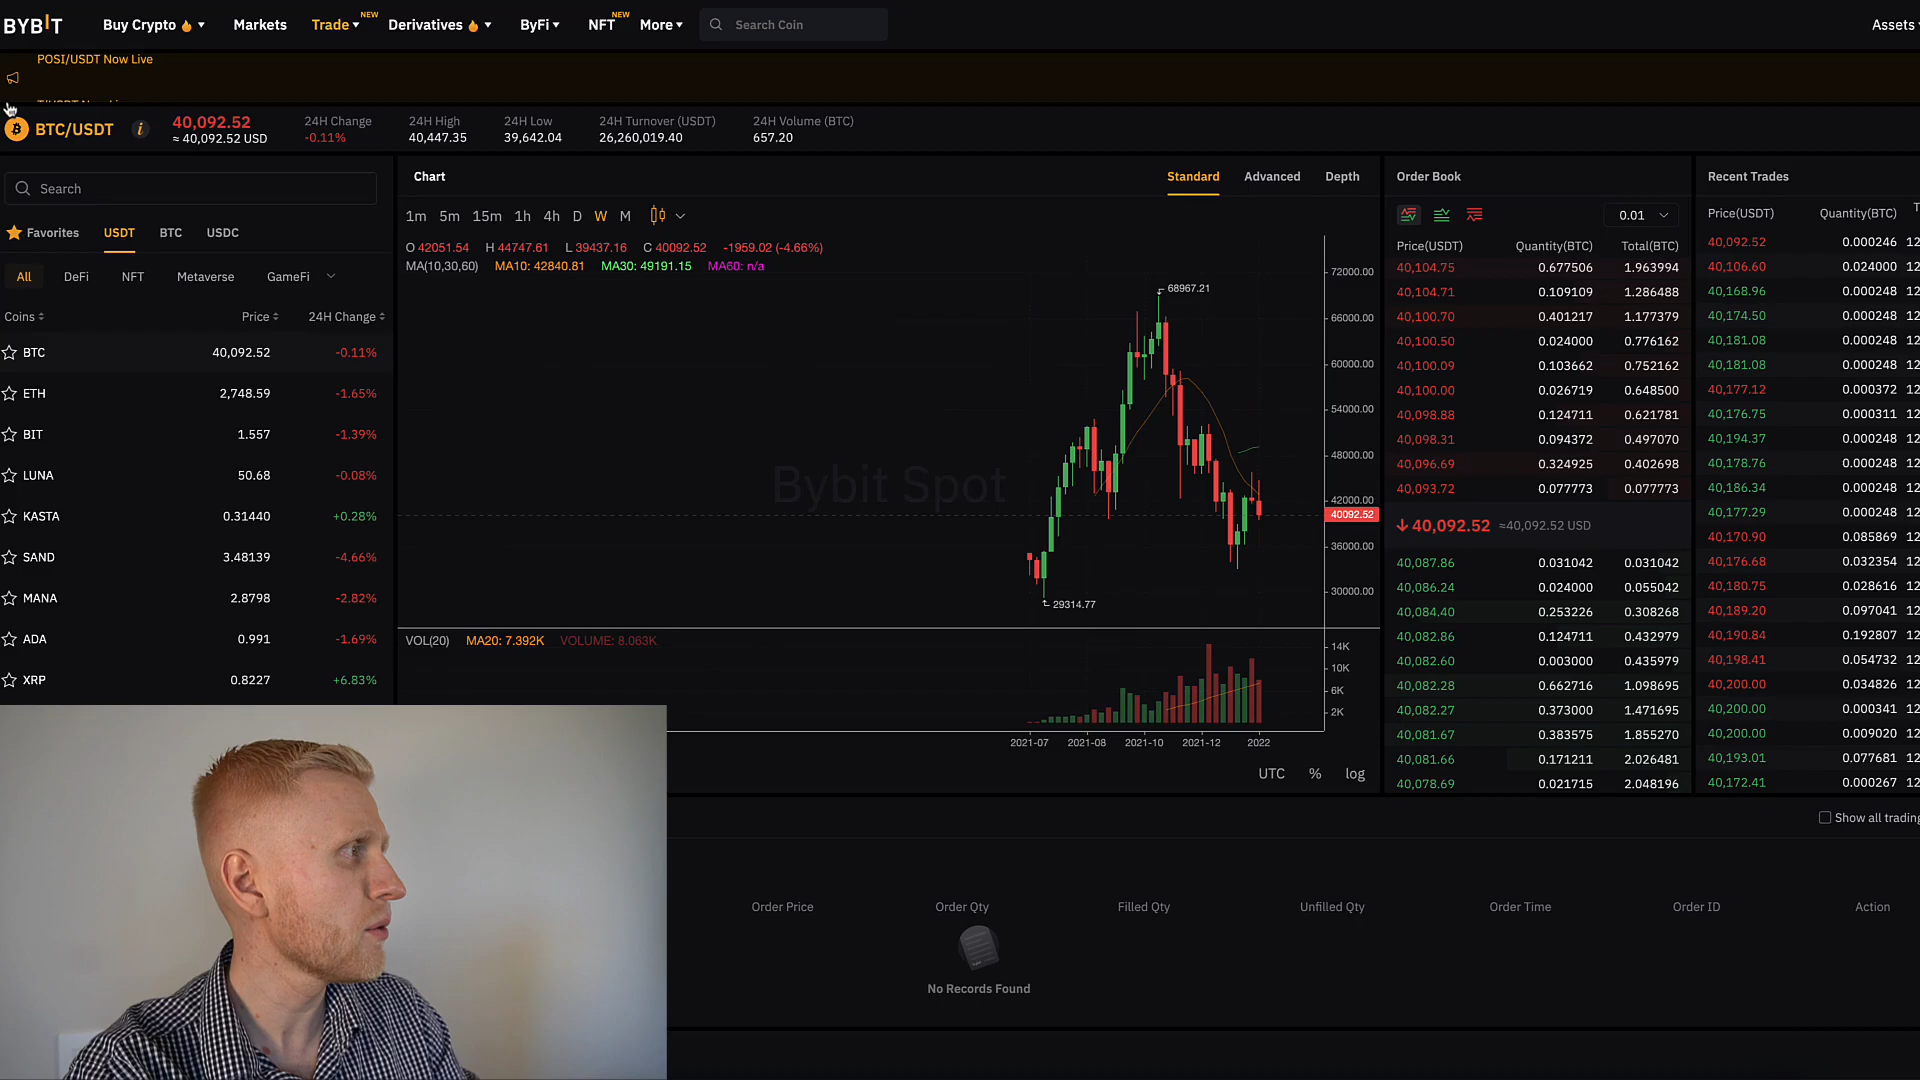 BYBIT Buy Crypto Markets Trade NEW Derivatives ByFi NFT NEW More Search Coin Assets
POSI/USDT Now Live
BTC/USDT i 40,092.52 ≈ 40,092.52 USD
24H Change -0.11%
24H High 40,447.35
24H Low 39,642.04
24H Turnover (USDT) 26,260,019.40
24H Volume (BTC) 657.20
Search
Favorites USDT BTC USDC
All DeFi NFT Metaverse GameFi
Coins Price 24H Change
BTC 40,092.52 -0.11%
ETH 2,748.59 -1.65%
BIT 1.557 -1.39%
LUNA 50.68 -0.08%
KASTA 0.31440 +0.28%
SAND 3.48139 -4.66%
MANA 2.8798 -2.82%
ADA 0.991 -1.69%
XRP 0.8227 +6.83%
Chart Standard Advanced Depth
1m 5m 15m 1h 4h D W M
O 42051.54 H 44747.61 L 39437.16 C 40092.52 -1959.02 (-4.66%)
MA(10,30,60) MA10: 42840.81 MA30: 49191.15 MA60: n/a
72000.00
68967.21
66000.00
60000.00
54000.00
48000.00
Bybit Spot
42000.00
40092.52
36000.00
30000.00
29314.77
VOL(20) MA20: 7.392K VOLUME: 8.063K
14K
10K
6K
2K
2021-07 2021-08 2021-10 2021-12 2022
UTC % log
Order Book
0.01
Price(USDT) Quantity(BTC) Total(BTC)
40,104.75 0.677506 1.963994
40,104.71 0.109109 1.286488
40,100.70 0.401217 1.177379
40,100.50 0.024000 0.776162
40,100.09 0.103662 0.752162
40,100.00 0.026719 0.648500
40,098.88 0.124711 0.621781
40,098.31 0.094372 0.497070
40,096.69 0.324925 0.402698
40,093.72 0.077773 0.077773
40,092.52 ≈40,092.52 USD
40,087.86 0.031042 0.031042
40,086.24 0.024000 0.055042
40,084.40 0.253226 0.308268
40,082.86 0.124711 0.432979
40,082.60 0.003000 0.435979
40,082.28 0.662716 1.098695
40,082.27 0.373000 1.471695
40,081.67 0.383575 1.855270
40,081.66 0.171211 2.026481
40,078.69 0.021715 2.048196
Recent Trades
Price(USDT) Quantity(BTC) T
40,092.52 0.000246 12
40,106.60 0.024000 12
40,168.96 0.000248 12
40,174.50 0.000248 12
40,181.08 0.000248 12
40,181.08 0.000248 12
40,177.12 0.000372 12
40,176.75 0.000311 12
40,194.37 0.000248 12
40,178.76 0.000248 12
40,186.34 0.000248 12
40,177.29 0.000248 12
40,170.90 0.085869 12
40,176.68 0.032354 12
40,180.75 0.028616 12
40,189.20 0.097041 12
40,190.84 0.192807 12
40,198.41 0.054732 12
40,200.00 0.034826 12
40,200.00 0.000341 12
40,200.00 0.009020 12
40,193.01 0.077681 12
40,172.41 0.000267 12
Show all trading
Order Price Order Qty Filled Qty Unfilled Qty Order Time Order ID Action
No Records Found